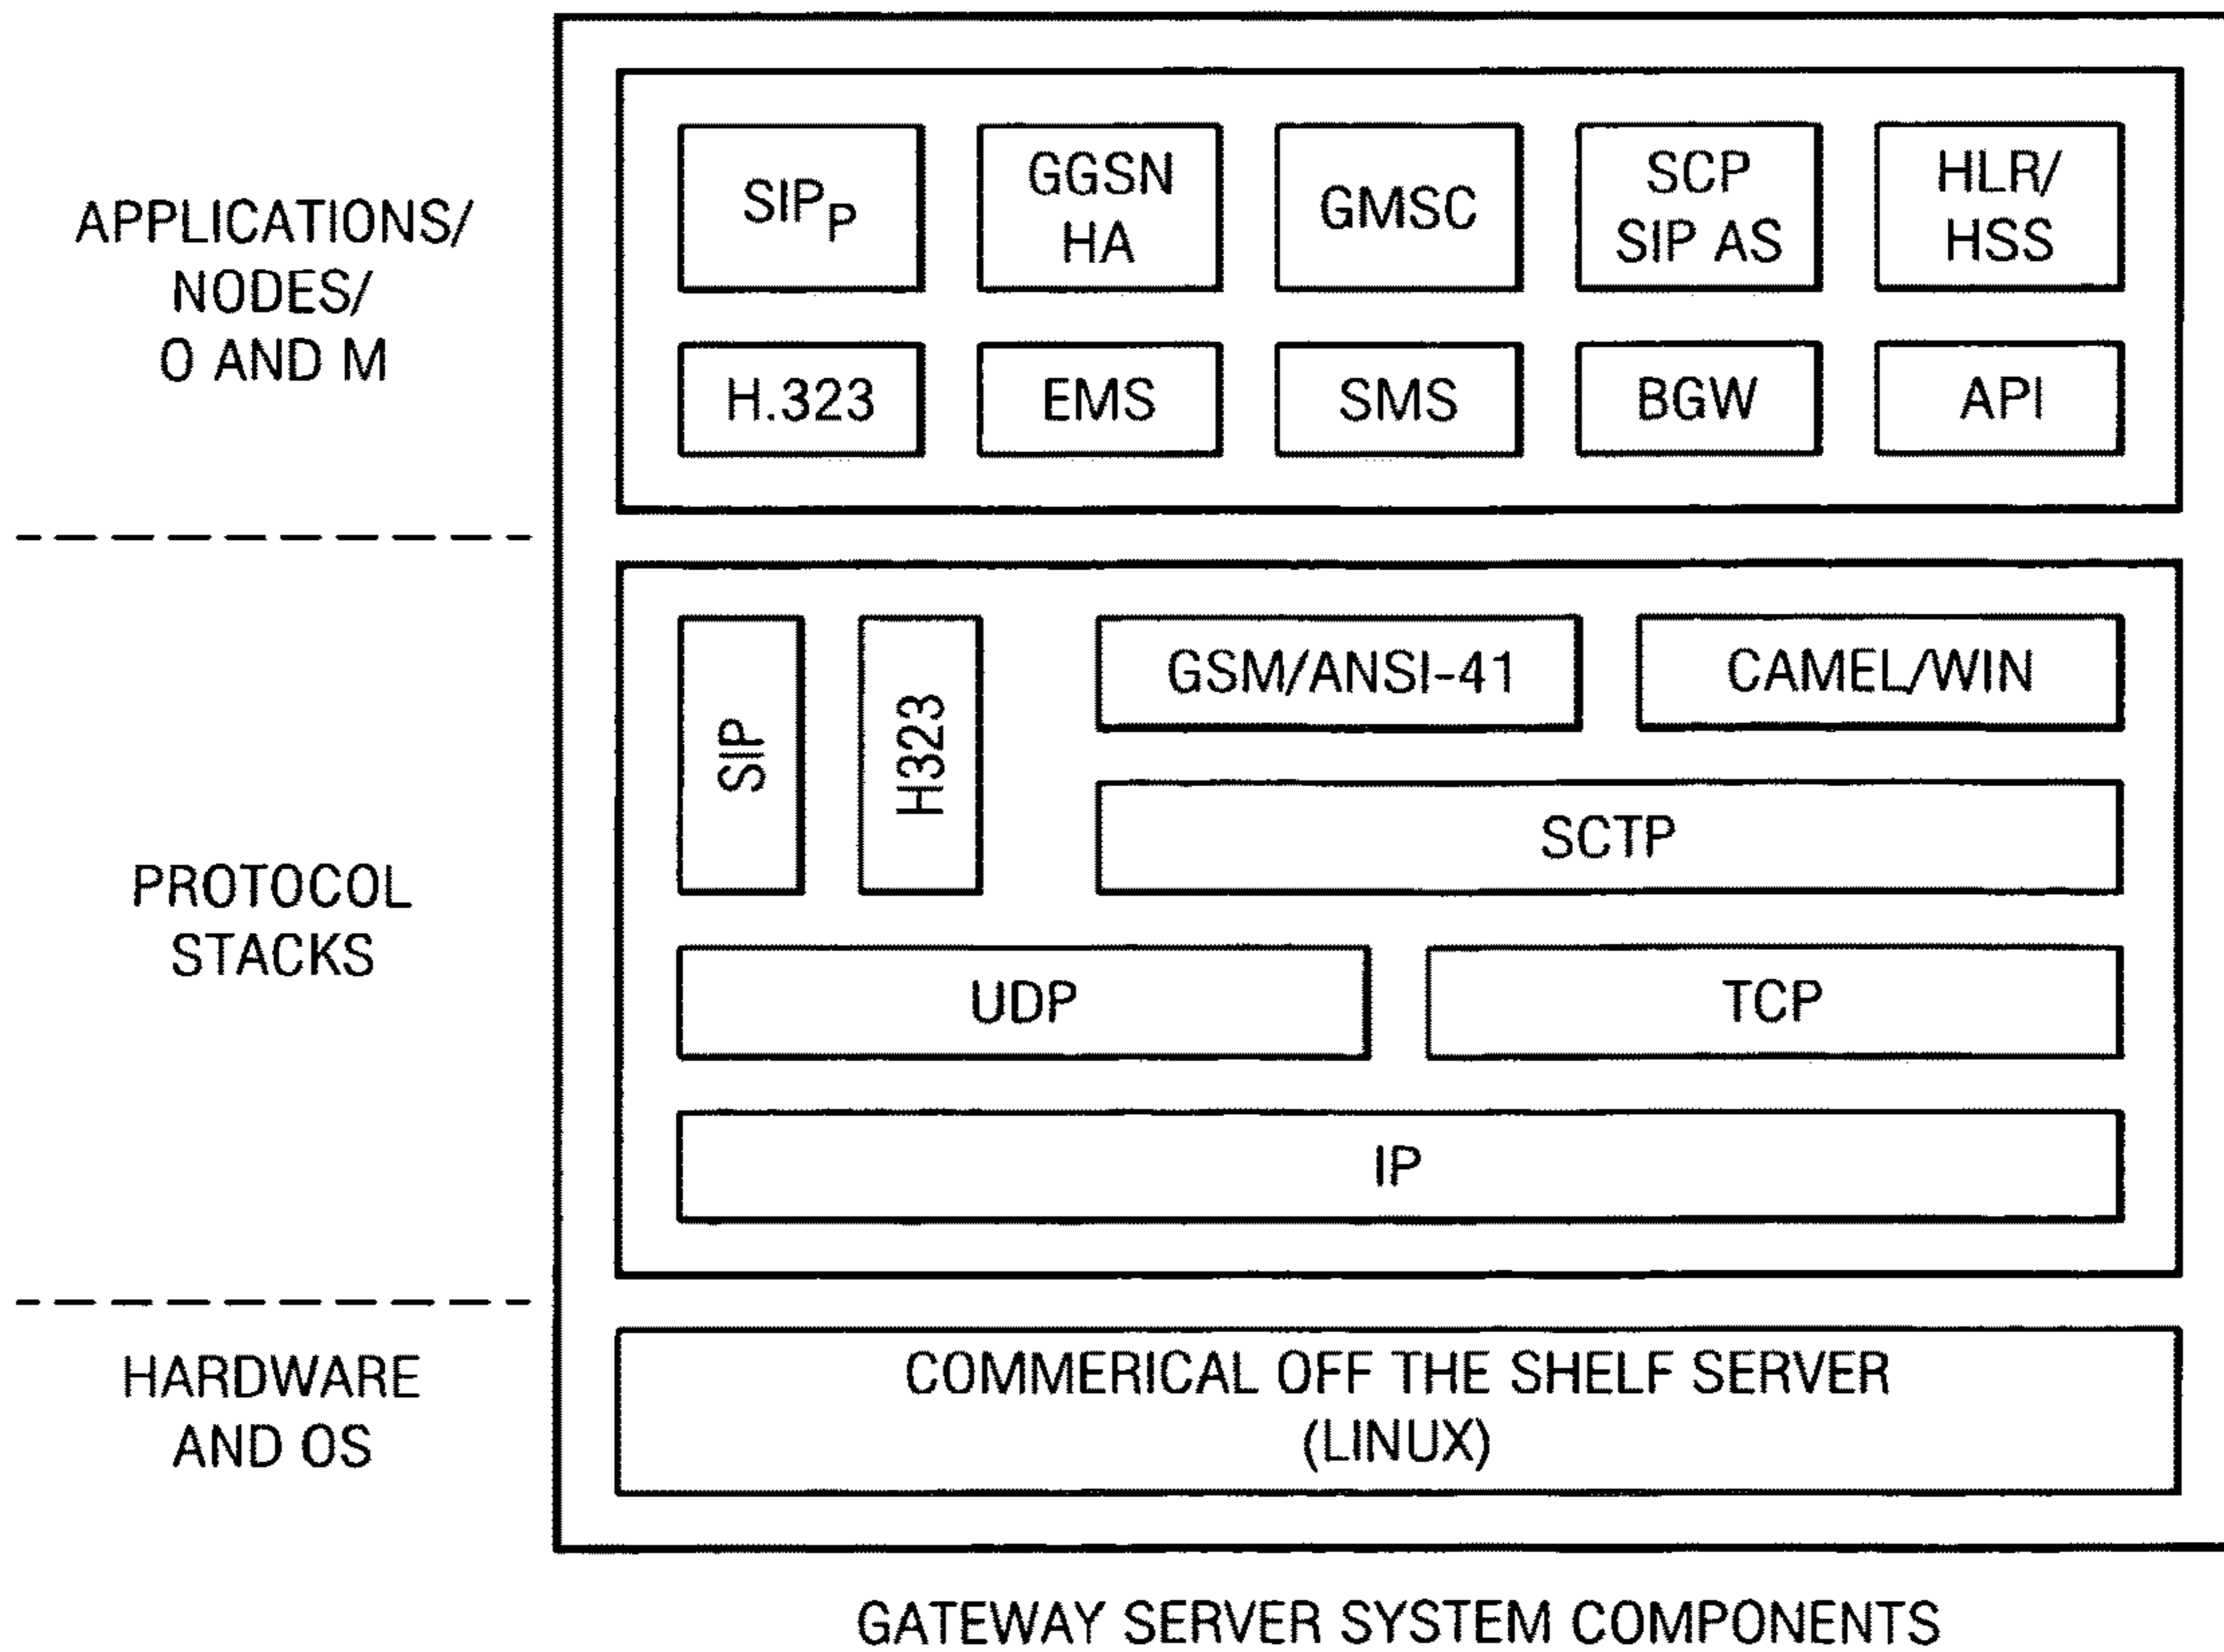 APPLICATIONS/
NODES/
O AND M
SIPP
GGSN
HA
GMSC
SCP
SIP AS
HLR/
HSS
H.323
EMS
SMS
BGW
API
PROTOCOL
STACKS
SIP
H323
GSM/ANSI-41
CAMEL/WIN
SCTP
UDP
TCP
IP
HARDWARE
AND OS
COMMERICAL OFF THE SHELF SERVER
(LINUX)
GATEWAY SERVER SYSTEM COMPONENTS